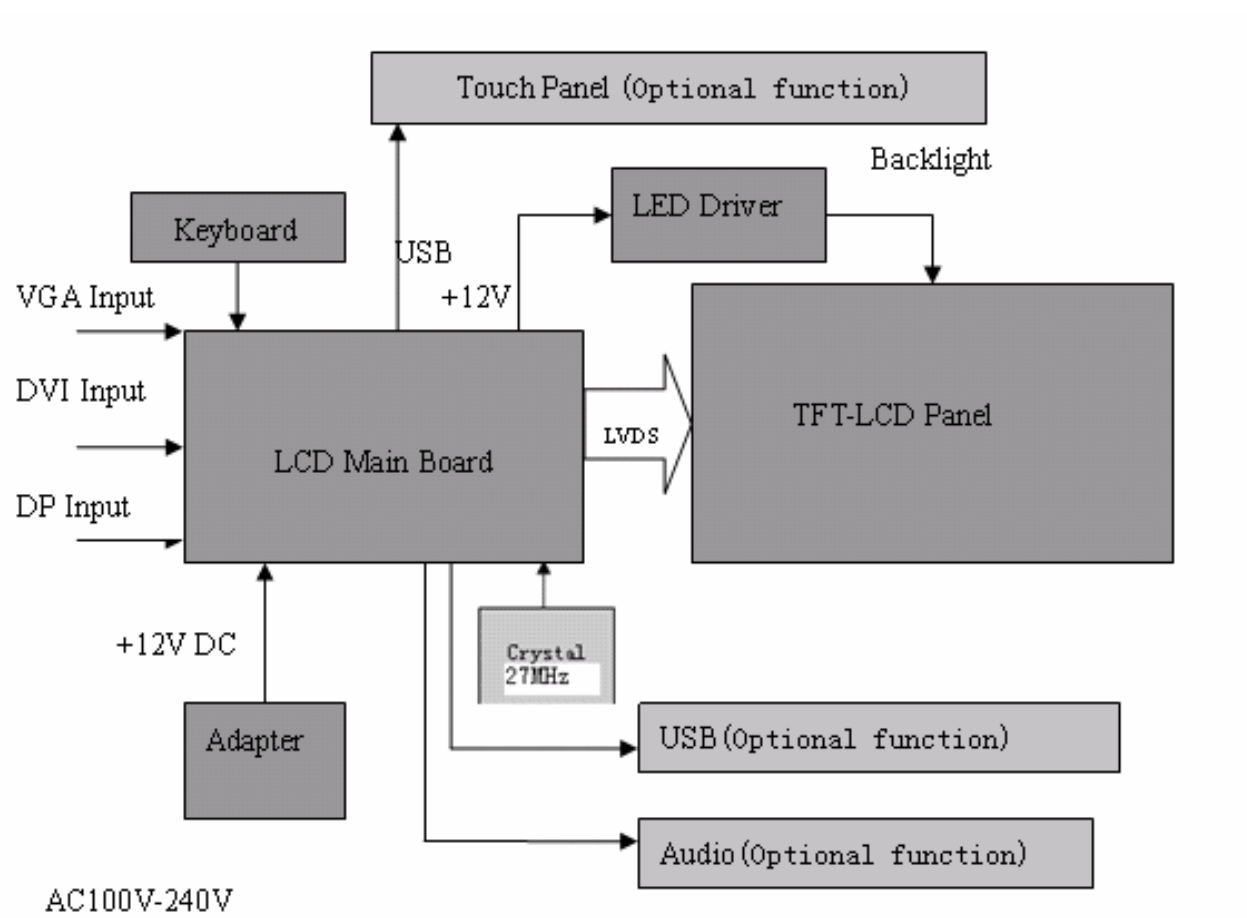 Touch Panel (Optional function)
Backlight
LED Driver
Keyboard
USB
+12V
VGA Input
DVI Input
TFT-LCD Panel
LVDS
LCD Main Board
DP Input
+12V DC
Crystal
27MHz
Adapter
USB(Optional function)
Audio(Optional function)
AC100V-240V